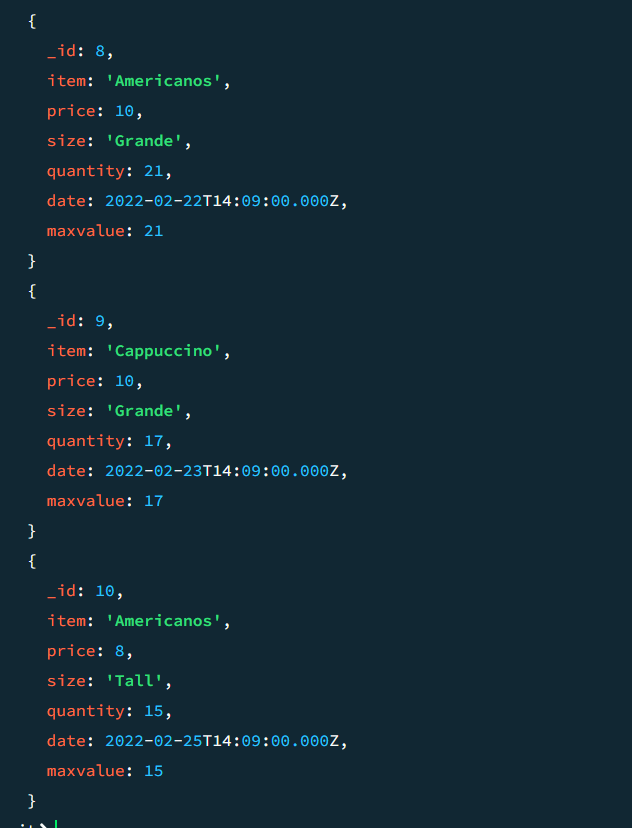 {
_id: 8,
item: 'Americanos',
price: 10,
size: 'Grande',
quantity: 21,
date: 2022-02-22T14:09:00.000Z,
maxvalue: 21
}
{
_id: 9,
item: 'Cappuccino',
price: 10,
size: 'Grande',
quantity: 17,
date: 2022-02-23T14:09:00.000Z,
maxvalue: 17
}
{
_id: 10,
item: 'Americanos',
price: 8,
size: 'Tall',
quantity: 15,
date: 2022-02-25T14:09:00.000Z,
maxvalue: 15
}